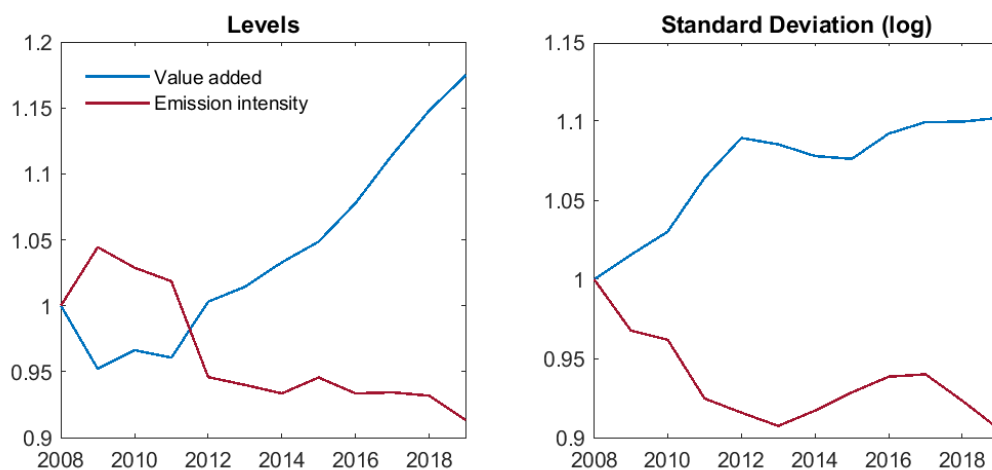 Levels
1.2
1.15
1.1
1.05
1
0.95
0.9
2008 2010 2012 2014 2016 2018
Value added
Emission intensity
Standard Deviation (log)
1.15
1.1
1.05
1
0.95
0.9
2008 2010 2012 2014 2016 2018